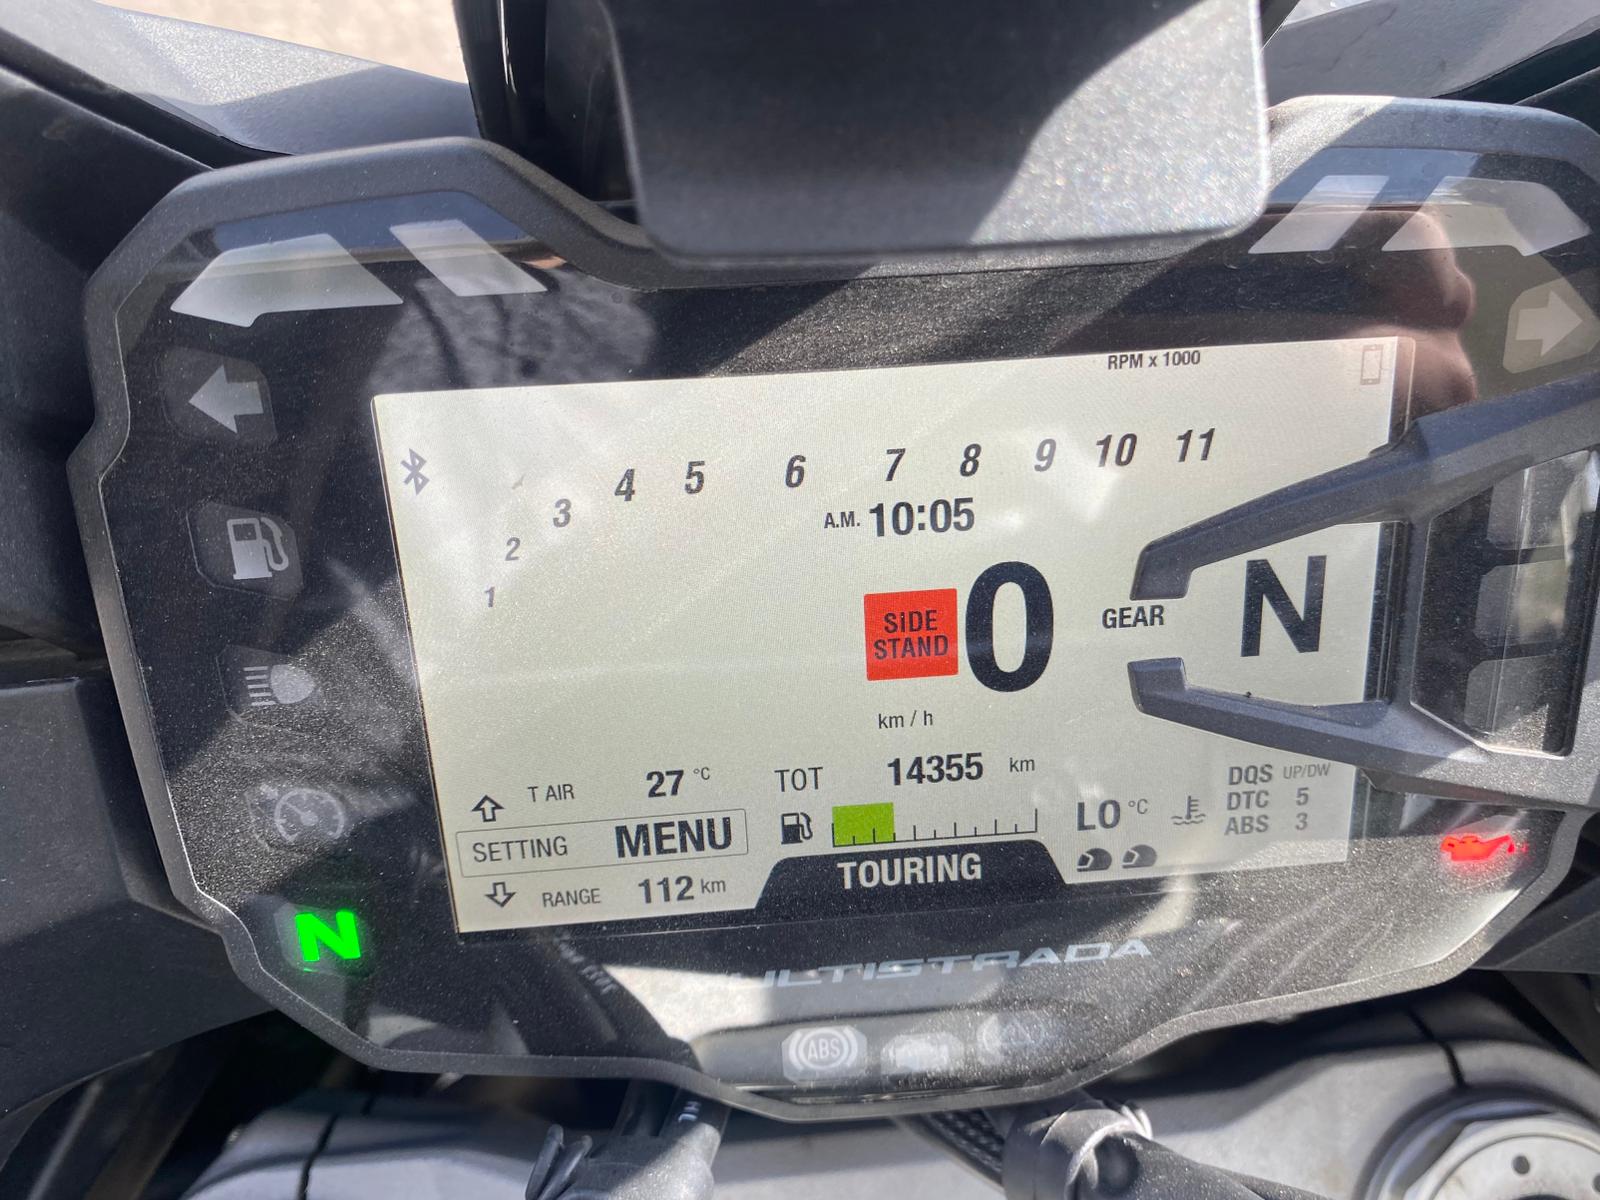 RPM x 1000
1 2 3 4 5 6 7 8 9 10 11
A.M. 10:05
SIDE
STAND
0
km / h
GEAR
N
T AIR 27 °C
SETTING MENU
RANGE 112 km
TOT 14355 km
LO °C
DQS UP/DW
DTC 5
ABS 3
TOURING
N
ULTISTRADA
ABS